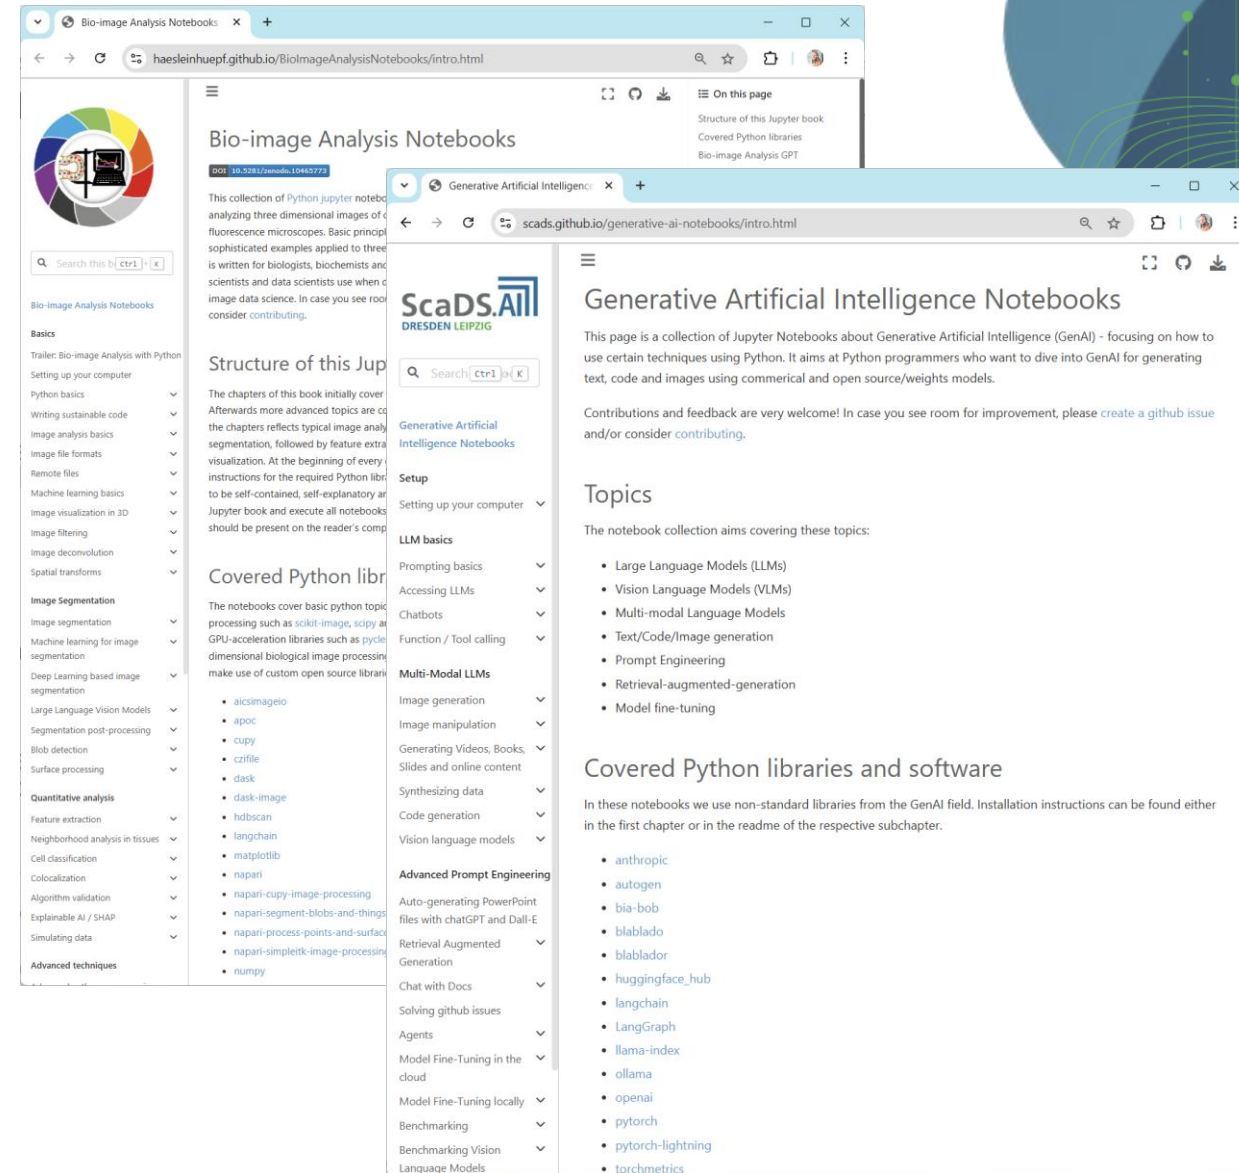 Bio-image Analysis Notebooks
haesleinhuepf.github.io/BioImageAnalysisNotebooks/intro.html
Search this b Ctrl + K
Bio-image Analysis Notebooks
Basics
Trailer: Bio-image Analysis with Python
Setting up your computer
Python basics
Writing sustainable code
Image analysis basics
Image file formats
Remote files
Machine learning basics
Image visualization in 3D
Image filtering
Image deconvolution
Spatial transforms
Image Segmentation
Image segmentation
Machine learning for image
segmentation
Deep Learning based image
segmentation
Large Language Vision Models
Segmentation post-processing
Blob detection
Surface processing
Quantitative analysis
Feature extraction
Neighborhood analysis in tissues
Cell classification
Colocalization
Algorithm validation
Explainable AI / SHAP
Simulating data
Advanced techniques
Bio-image Analysis Notebooks
DOI 10.5281/zenodo.10465773
This collection of Python jupyter
analyzing three dimensional images of
fluorescence microscopes. Basic
sophisticated examples applied to three
is written for biologists, biochemists and
scientists and data scientists use when
image data science. In case you see
consider contributing.
Structure of this
The chapters of this book initially cover
Afterwards more advanced topics are
the chapters reflects typical image
segmentation, followed by feature
visualization. At the beginning of every
instructions for the required Python
to be self-contained, self-explanatory
Jupyter book and execute all notebooks
should be present on the reader's
Covered Python
The notebooks cover basic python
processing such as scikit-image, scipy
GPU-acceleration libraries such as
dimensional biological image processing
make use of custom open source
aicsimageio
apoc
cupy
czifile
dask
dask-image
hdbscan
langchain
matplotlib
napari
napari-cupy-image-processing
napari-segment-blobs-and-things
napari-process-points-and-surfac
napari-simpleitk-image-processing
numpy
On this page
Structure of this Jupyter book
Covered Python libraries
Bio-image Analysis GPT
Generative Artificial Intelligence
scads.github.io/generative-ai-notebooks/intro.html
ScaDS.AI
DRESDEN LEIPZIG
Search Ctrl + K
Generative Artificial
Intelligence Notebooks
Setup
Setting up your computer
LLM basics
Prompting basics
Accessing LLMs
Chatbots
Function / Tool calling
Multi-Modal LLMs
Image generation
Image manipulation
Generating Videos, Books,
Slides and online content
Synthesizing data
Code generation
Vision language models
Advanced Prompt Engineering
Auto-generating PowerPoint
files with chatGPT and Dall-E
Retrieval Augmented
Generation
Chat with Docs
Solving github issues
Agents
Model Fine-Tuning in the
cloud
Model Fine-Tuning locally
Benchmarking
Benchmarking Vision
Language Models
Generative Artificial Intelligence Notebooks
This page is a collection of Jupyter Notebooks about Generative Artificial Intelligence (GenAI) - focusing on how to
use certain techniques using Python. It aims at Python programmers who want to dive into GenAI for generating
text, code and images using commerical and open source/weights models.
Contributions and feedback are very welcome! In case you see room for improvement, please create a github issue
and/or consider contributing.
Topics
The notebook collection aims covering these topics:
Large Language Models (LLMs)
Vision Language Models (VLMs)
Multi-modal Language Models
Text/Code/Image generation
Prompt Engineering
Retrieval-augmented-generation
Model fine-tuning
Covered Python libraries and software
In these notebooks we use non-standard libraries from the GenAI field. Installation instructions can be found either
in the first chapter or in the readme of the respective subchapter.
anthropic
autogen
bia-bob
blablado
blablador
huggingface_hub
langchain
LangGraph
llama-index
ollama
openai
pytorch
pytorch-lightning
torchmetrics